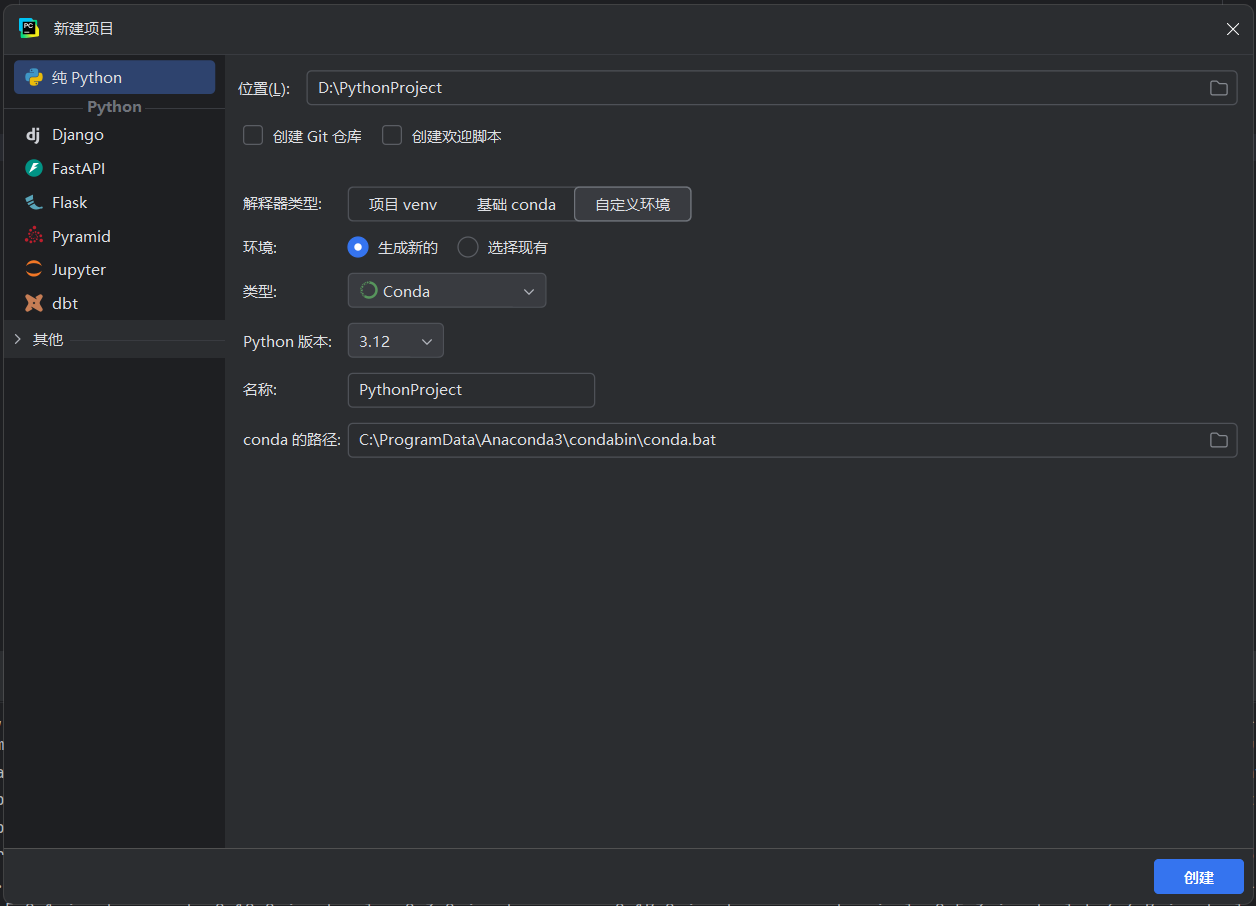 新建项目
纯 Python
Python
Django
FastAPI
Flask
Pyramid
Jupyter
dbt
其他
位置(L): D:\PythonProject
创建 Git 仓库 创建欢迎脚本
解释器类型: 项目 venv 基础 conda 自定义环境
环境: 生成新的 选择现有
类型: Conda
Python 版本: 3.12
名称: PythonProject
conda 的路径: C:\ProgramData\Anaconda3\condabin\conda.bat
创建